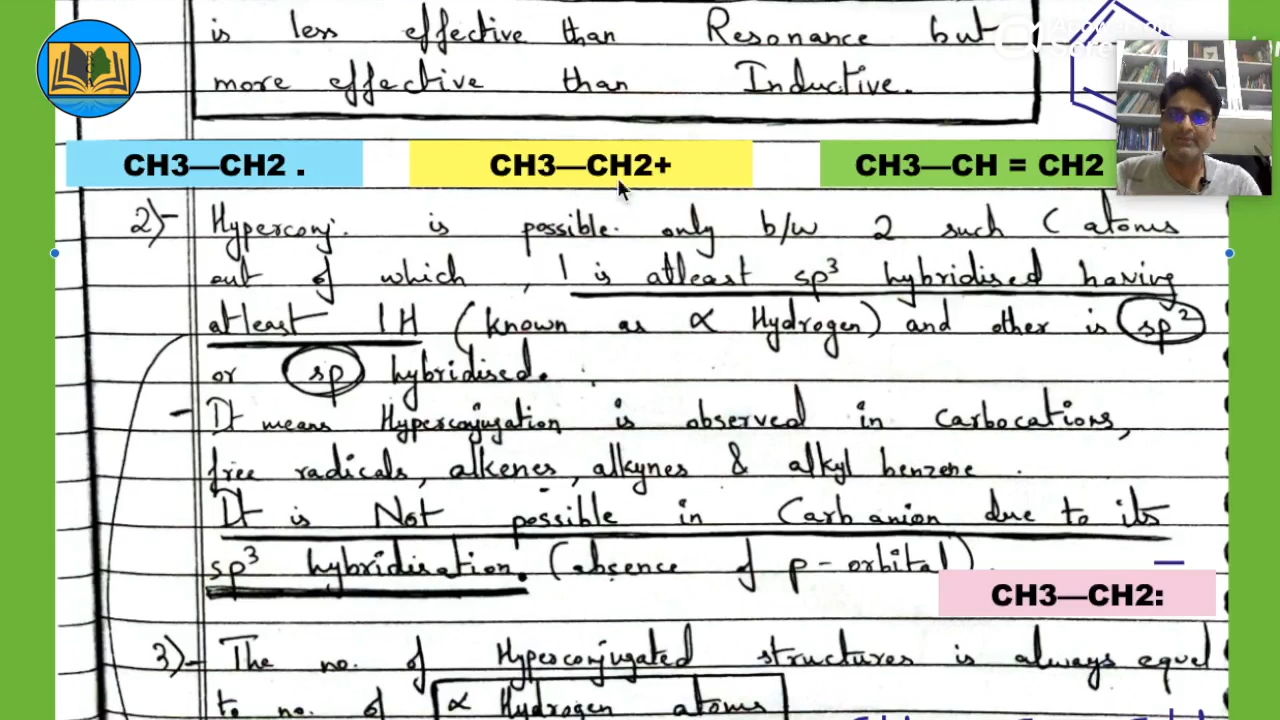 is less effective than Resonance but
more effective than Inductive.
CH3—CH2 .
CH3—CH2+
CH3—CH = CH2
2)- Hyperconj. is possible only b/w 2 such C atoms
out of which, 1 is atleast sp³ hybridised having
atleast 1H (known as ∝ Hydrogen) and other is sp²
or sp hybridised.
- It means Hyperconjugation is observed in carbocations,
free radicals, alkenes, alkynes & alkyl benzene.
It is Not possible in Carbanion due to its
sp³ hybridisation. (absence of p-orbital)
CH3—CH2:
3)- The no. of Hyperconjugated structures is always equal
to no. of ∝ Hydrogen atoms